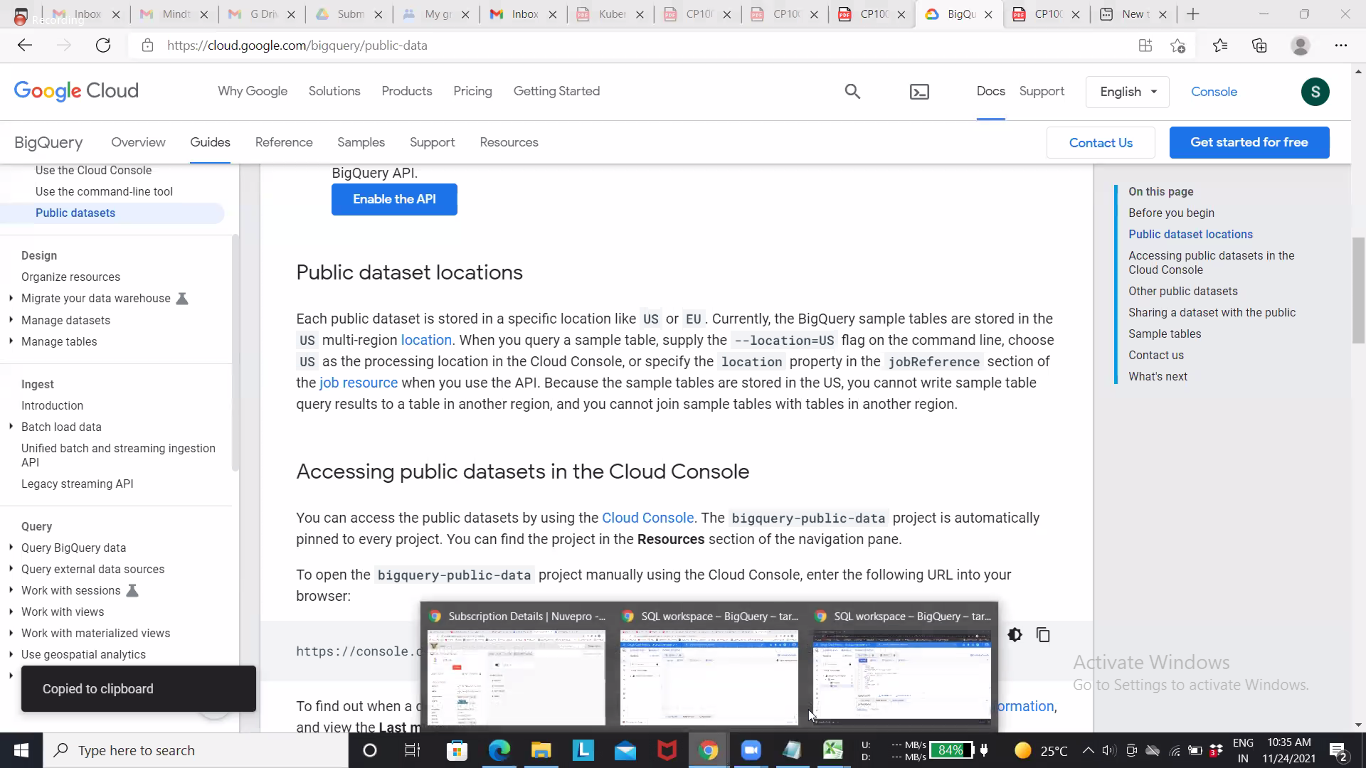 Recording
Inbox
Mindt
G Driv
Subm
My go
Inbox
Kuber
CP10(
CP100
CP100
BigQu
CP100
New t
https://cloud.google.com/bigquery/public-data
Google Cloud
Why Google
Solutions
Products
Pricing
Getting Started
Docs
Support
English
Console
S
BigQuery
Overview
Guides
Reference
Samples
Support
Resources
Contact Us
Get started for free
Use the Cloud Console
Use the command-line tool
Public datasets
Design
Organize resources
Migrate your data warehouse
Manage datasets
Manage tables
Ingest
Introduction
Batch load data
Unified batch and streaming ingestion
API
Legacy streaming API
Query
Query BigQuery data
Query external data sources
Work with sessions
Work with views
Work with materialized views
Use geospatial analytics
Copied to clipboard
BigQuery API.
Enable the API
Public dataset locations
Each public dataset is stored in a specific location like US or EU. Currently, the BigQuery sample tables are stored in the
US multi-region location. When you query a sample table, supply the --location=US flag on the command line, choose
US as the processing location in the Cloud Console, or specify the location property in the jobReference section of
the job resource when you use the API. Because the sample tables are stored in the US, you cannot write sample table
query results to a table in another region, and you cannot join sample tables with tables in another region.
Accessing public datasets in the Cloud Console
You can access the public datasets by using the Cloud Console. The bigquery-public-data project is automatically
pinned to every project. You can find the project in the Resources section of the navigation pane.
To open the bigquery-public-data project manually using the Cloud Console, enter the following URL into your
browser:
https://console.c
To find out when a d
ormation,
and view the Last m
On this page
Before you begin
Public dataset locations
Accessing public datasets in the
Cloud Console
Other public datasets
Sharing a dataset with the public
Sample tables
Contact us
What's next
Subscription Details | Nuvepro -...
SQL workspace – BigQuery – tar...
SQL workspace – BigQuery – tar...
Activate Windows
Go to Settings to activate Windows.
Type here to search
U: --- MB/s
D: --- MB/s
84%
25°C
ENG
IN
10:35 AM
11/24/2021
2